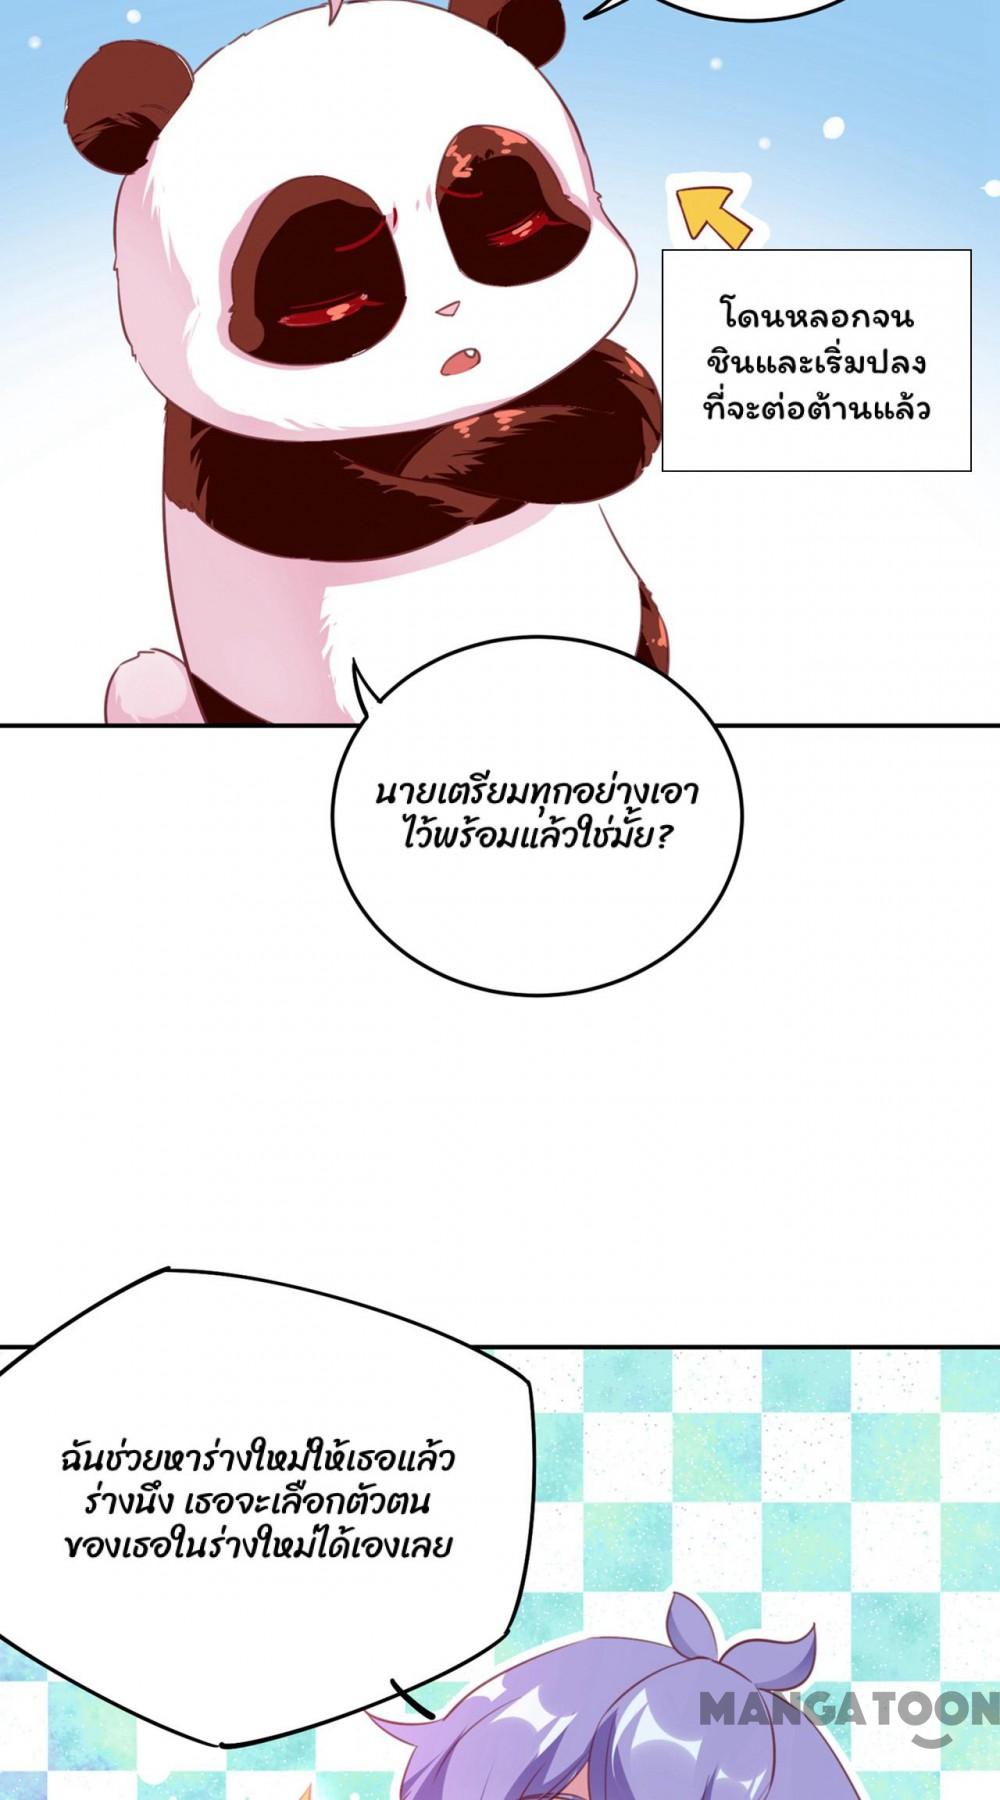 โดนหลอกจน
ชินและเริ่มปลง
ที่จะต่อต้านแล้ว
นายเตรียมทุกอย่างเอา
ไว้พร้อมแล้วใช่มั้ย?
ฉันช่วยหาร่างใหม่ให้เธอแล้ว
ร่างนึง เธอจะเลือกตัวตน
ของเธอในร่างใหม่ได้เองเลย
MANGATOON